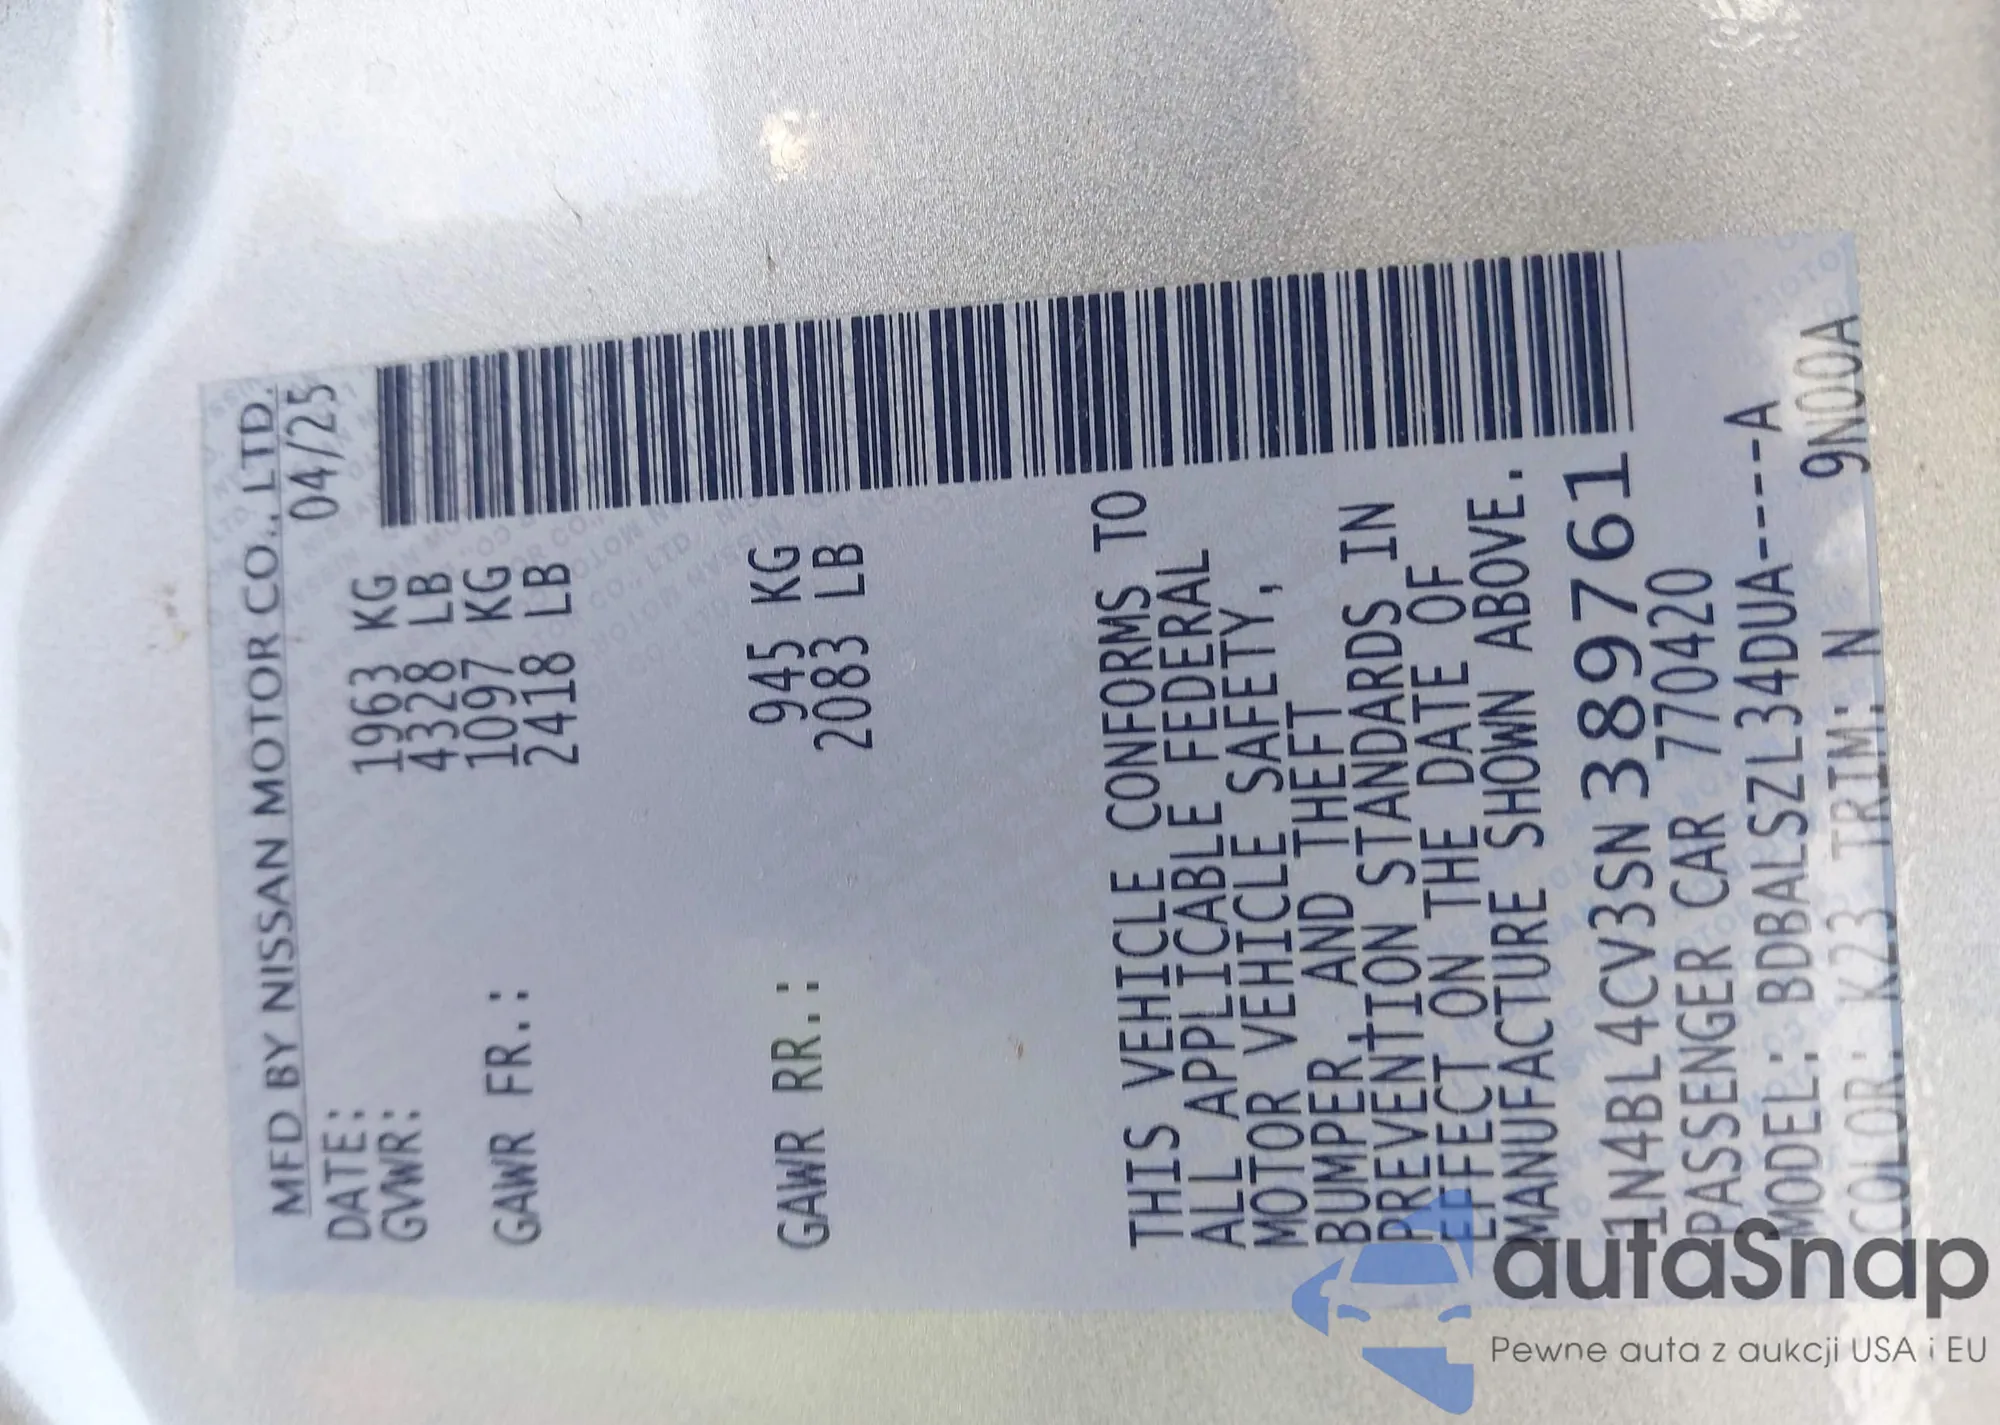 MFD BY NISSAN MOTOR CO., LTD.
DATE: 04/25
GVWR: 1963 KG
4328 LB
GAWR FR.: 1097 KG
2418 LB
GAWR RR.: 945 KG
2083 LB
THIS VEHICLE CONFORMS TO
ALL APPLICABLE FEDERAL
MOTOR VEHICLE SAFETY,
BUMPER, AND THEFT
PREVENTION STANDARDS IN
EFFECT ON THE DATE OF
MANUFACTURE SHOWN ABOVE.
1N4BL4CV3SN389761
PASSENGER CAR 770420
MODEL: BDBALSZL34DUA----A
COLOR: K23 TRIM: N 9N00A
autaSnap
Pewne auta z aukcji USA i EU